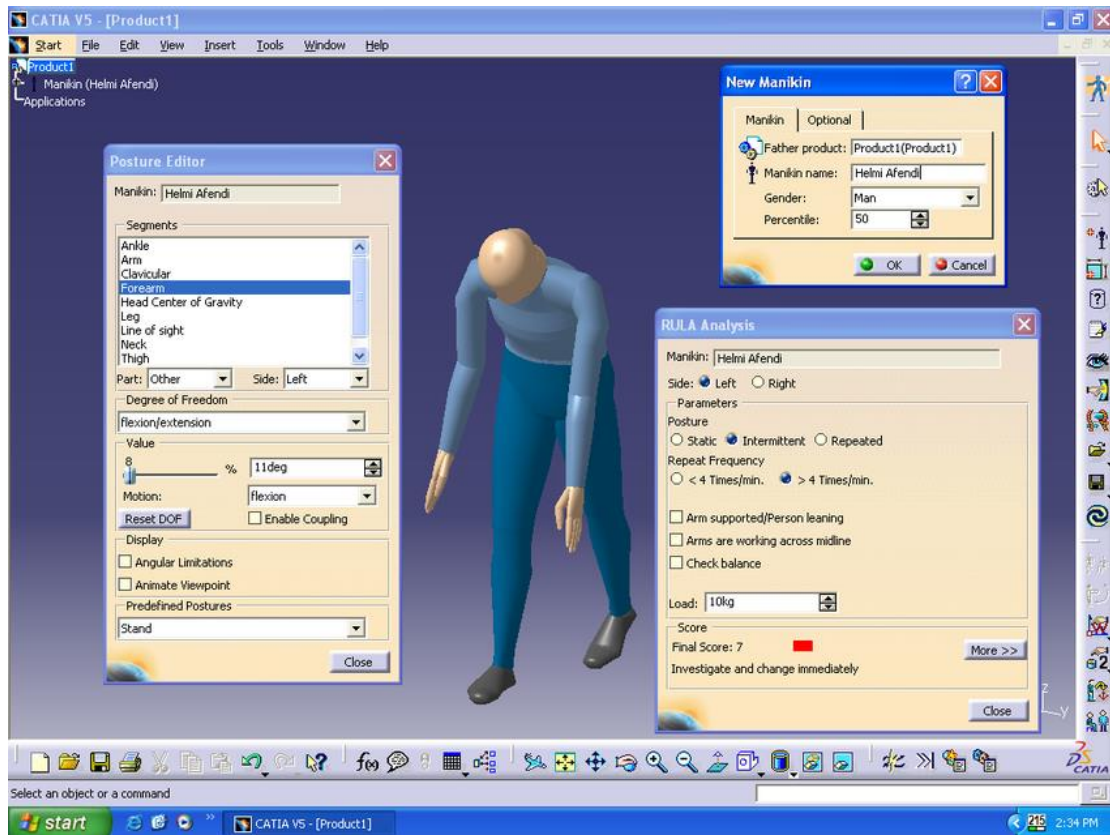 CATIA V5 - [Product1]
Start File Edit View Insert Tools Window Help
Product1
Manikin (Helmi Afendi)
Applications
Posture Editor
Manikin: Helmi Afendi
Segments
Ankle
Arm
Clavicular
Forearm
Head Center of Gravity
Leg
Line of sight
Neck
Thigh
Part: Other Side: Left
Degree of Freedom
flexion/extension
Value
8
% 11deg
Motion: flexion
Reset DOF Enable Coupling
Display
Angular Limitations
Animate Viewpoint
Predefined Postures
Stand
Close
New Manikin
Manikin Optional
Father product: Product1(Product1)
Manikin name: Helmi Afendi
Gender: Man
Percentile: 50
OK Cancel
RULA Analysis
Manikin: Helmi Afendi
Side: Left Right
Parameters
Posture
Static Intermittent Repeated
Repeat Frequency
< 4 Times/min. > 4 Times/min.
Arm supported/Person leaning
Arms are working across midline
Check balance
Load: 10kg
Score
Final Score: 7
More >>
Investigate and change immediately
Close
z
y
f(x)
CATIA
Select an object or a command
start
CATIA V5 - [Product1]
215 2:34 PM